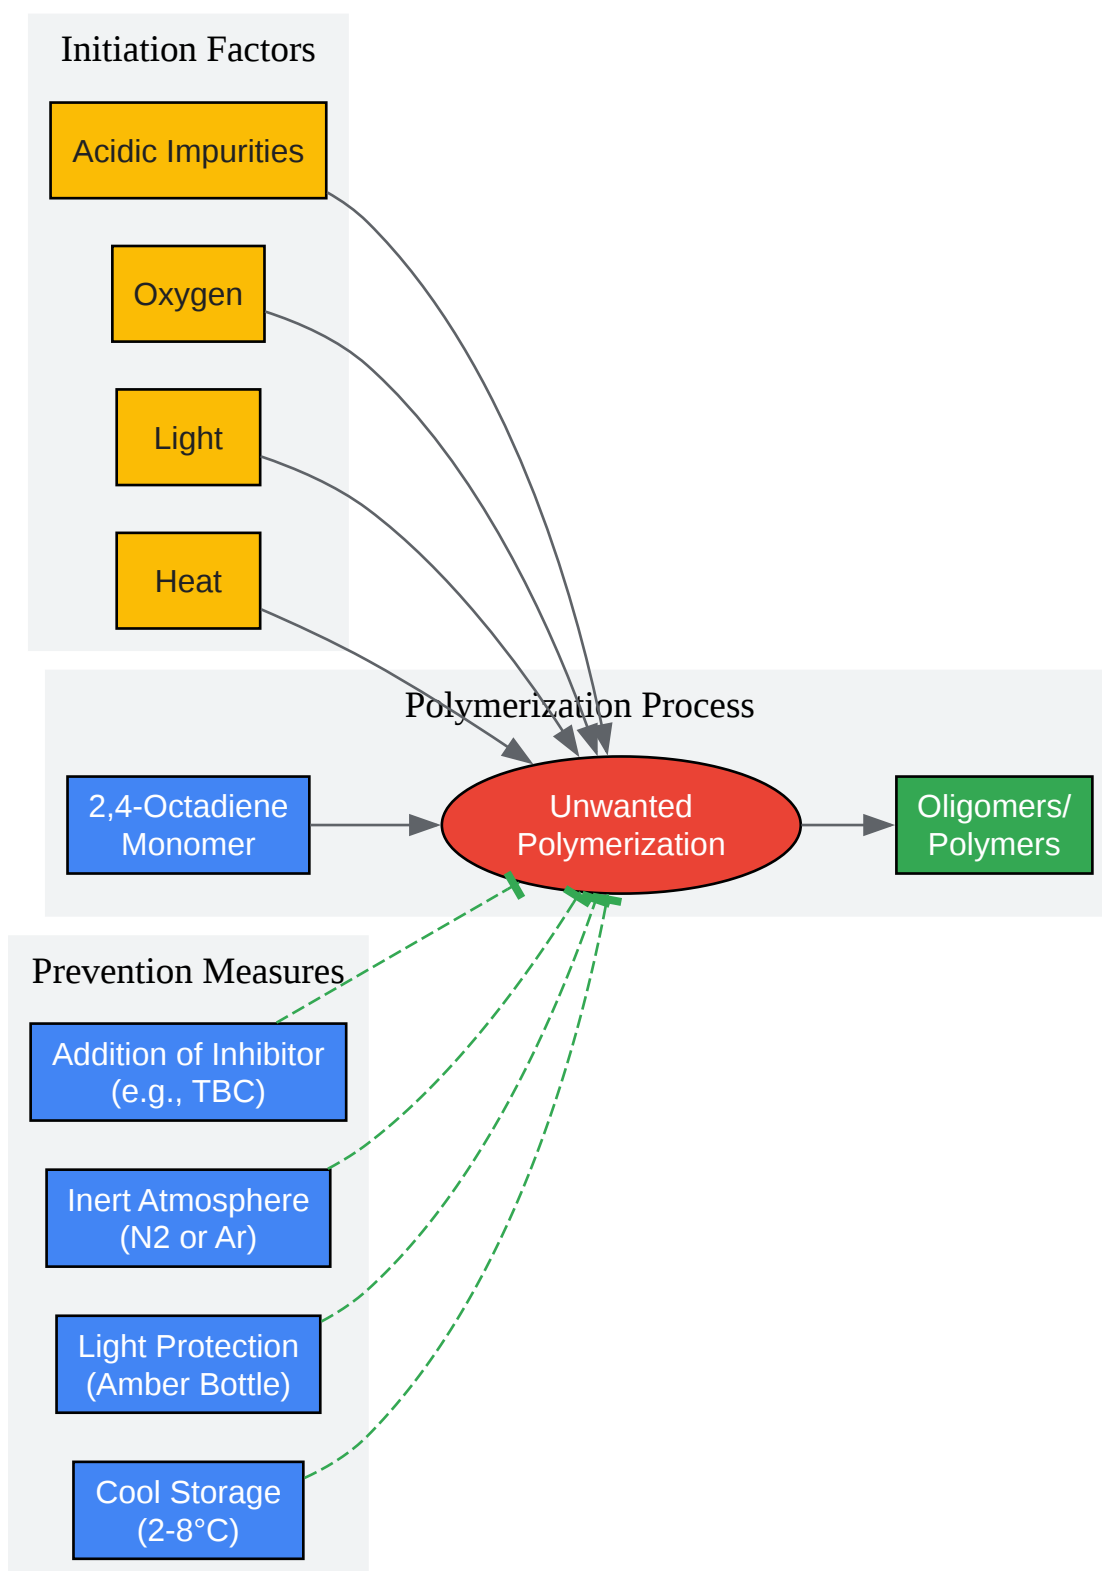 Initiation Factors
Acidic Impurities
Oxygen
Light
Heat
Polymerization Process
2,4-Octadiene
Monomer
Unwanted
Polymerization
Oligomers/
Polymers
Prevention Measures
Addition of Inhibitor
(e.g., TBC)
Inert Atmosphere
(N2 or Ar)
Light Protection
(Amber Bottle)
Cool Storage
(2-8°C)